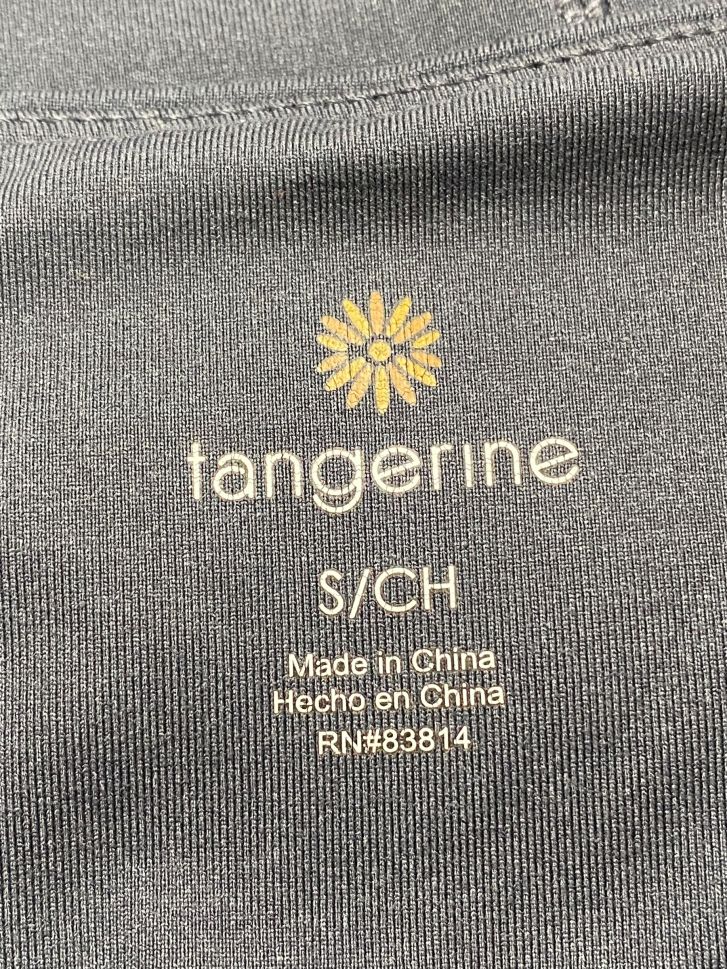 tangerine
S/CH
Made in China
Hecho en China
RN#83814